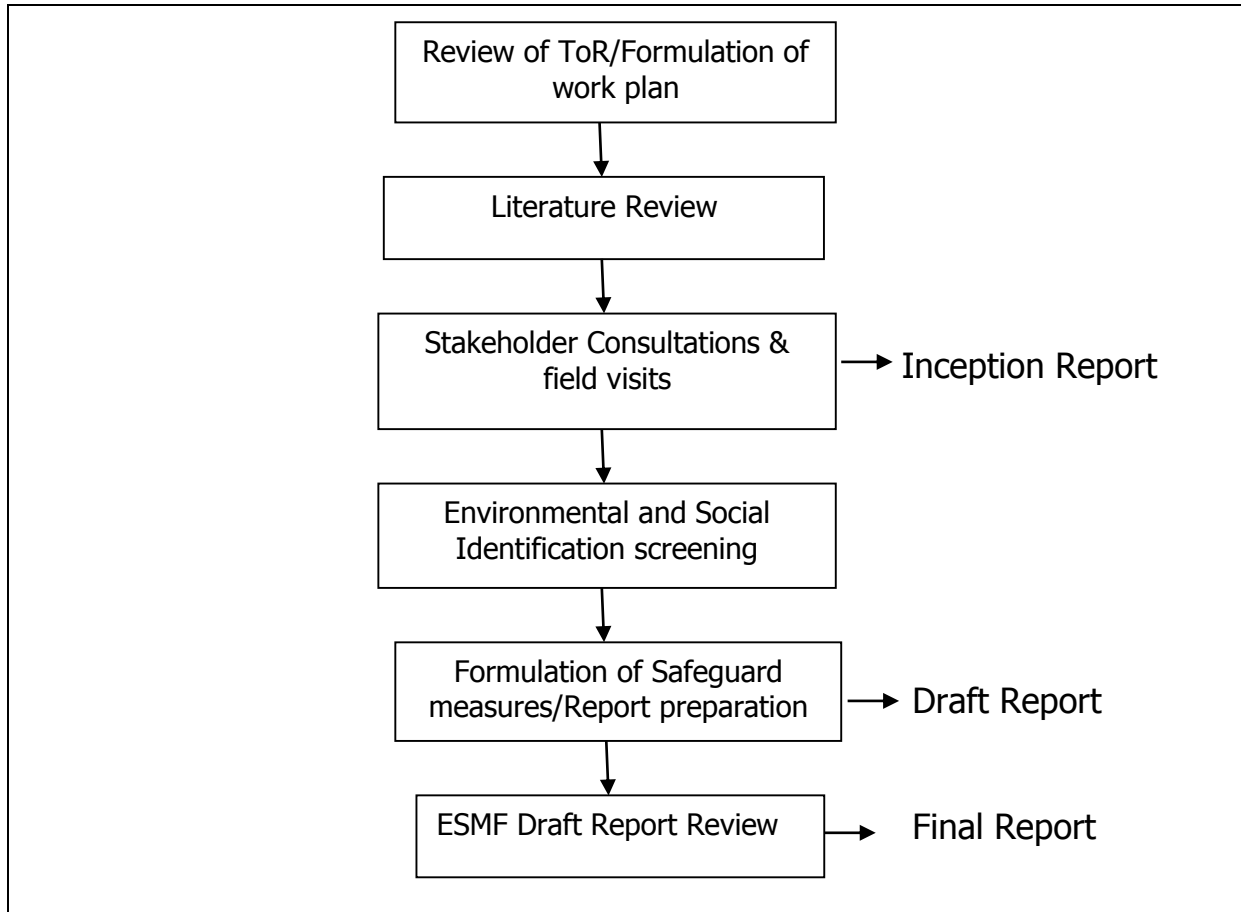 Review of ToR/Formulation of
work plan
Literature Review
Stakeholder Consultations &
field visits
Inception Report
Environmental and Social
Identification screening
Formulation of Safeguard
measures/Report preparation
Draft Report
ESMF Draft Report Review
Final Report